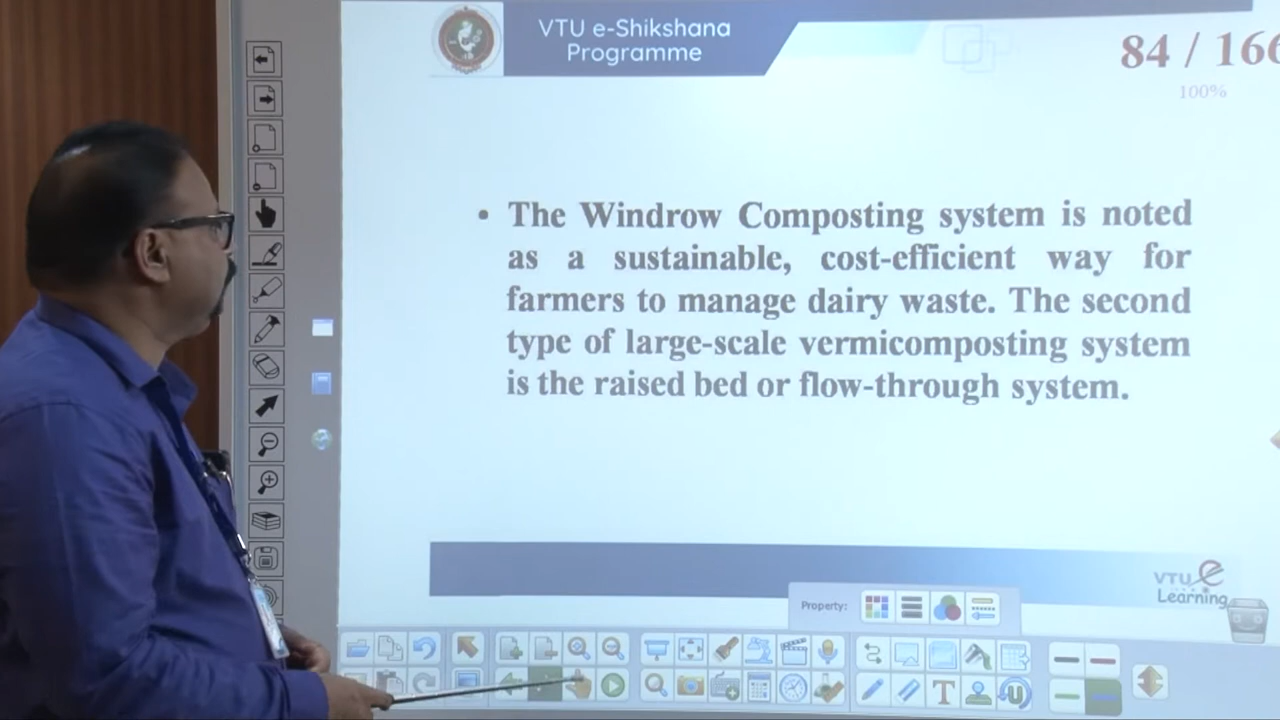 VTU e-Shikshana
Programme
84 / 166
100%
• The Windrow Composting system is noted
as a sustainable, cost-efficient way for
farmers to manage dairy waste. The second
type of large-scale vermicomposting system
is the raised bed or flow-through system.
VTU e
Learning
Property: